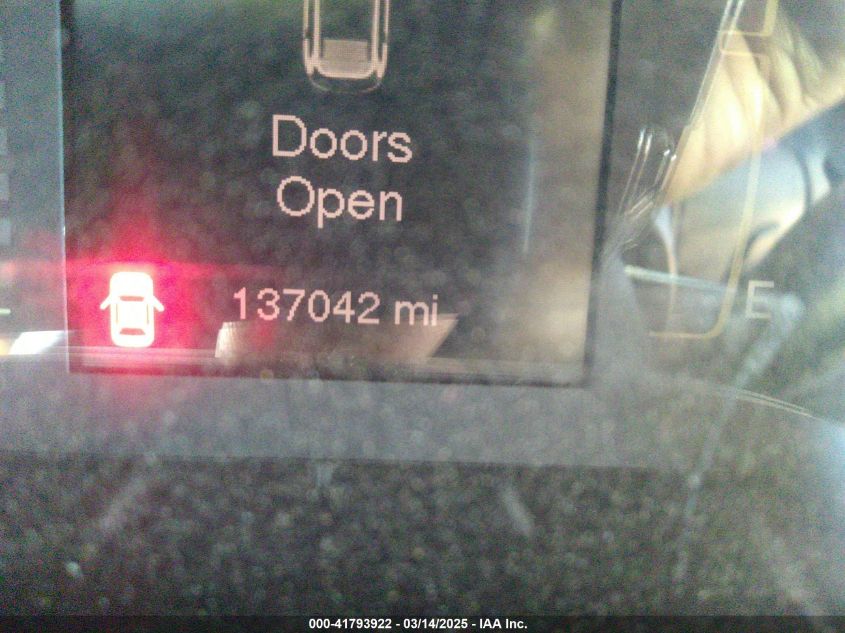 Doors
Open
137042 mi
E
000-41793922 - 03/14/2025 - IAA Inc.